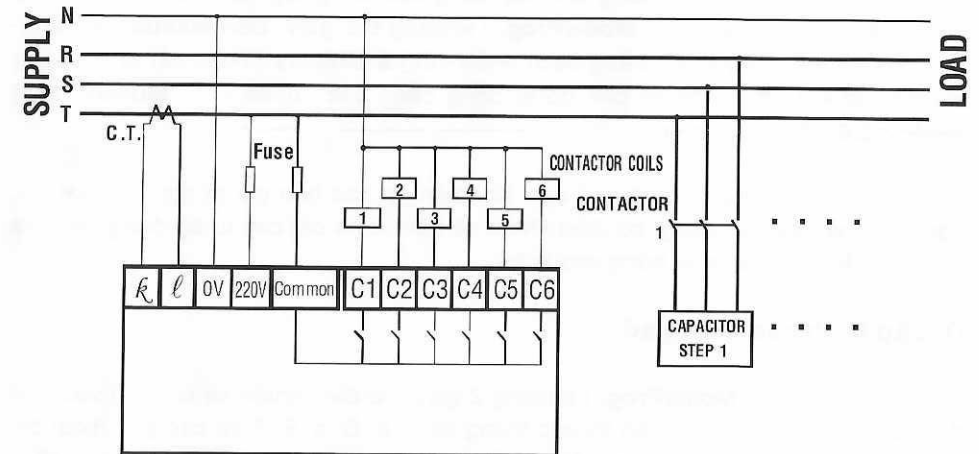 SUPPLY
N
R
S
T
LOAD
C.T.
Fuse
CONTACTOR COILS
2 4 6
1 3 5
CONTACTOR
1
k ℓ 0V 220V Common C1 C2 C3 C4 C5 C6
CAPACITOR
STEP 1